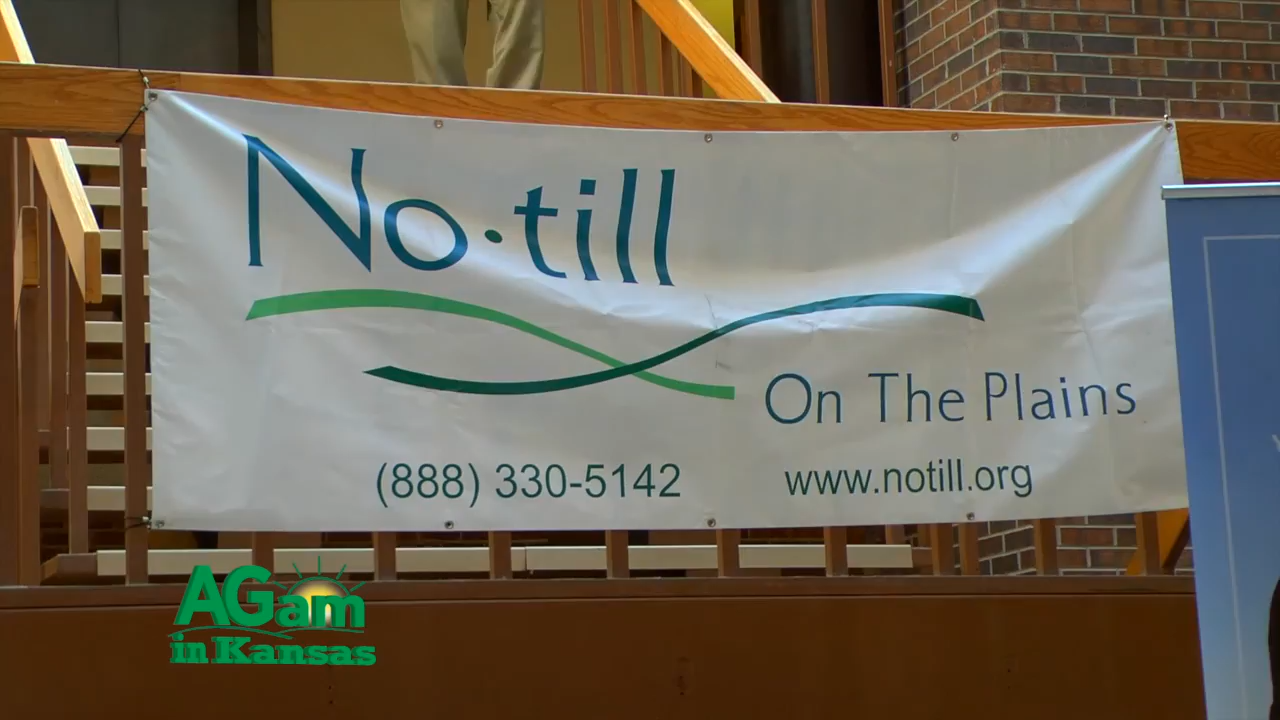 No·till
On The Plains
(888) 330-5142 www.notill.org
AGam
in Kansas